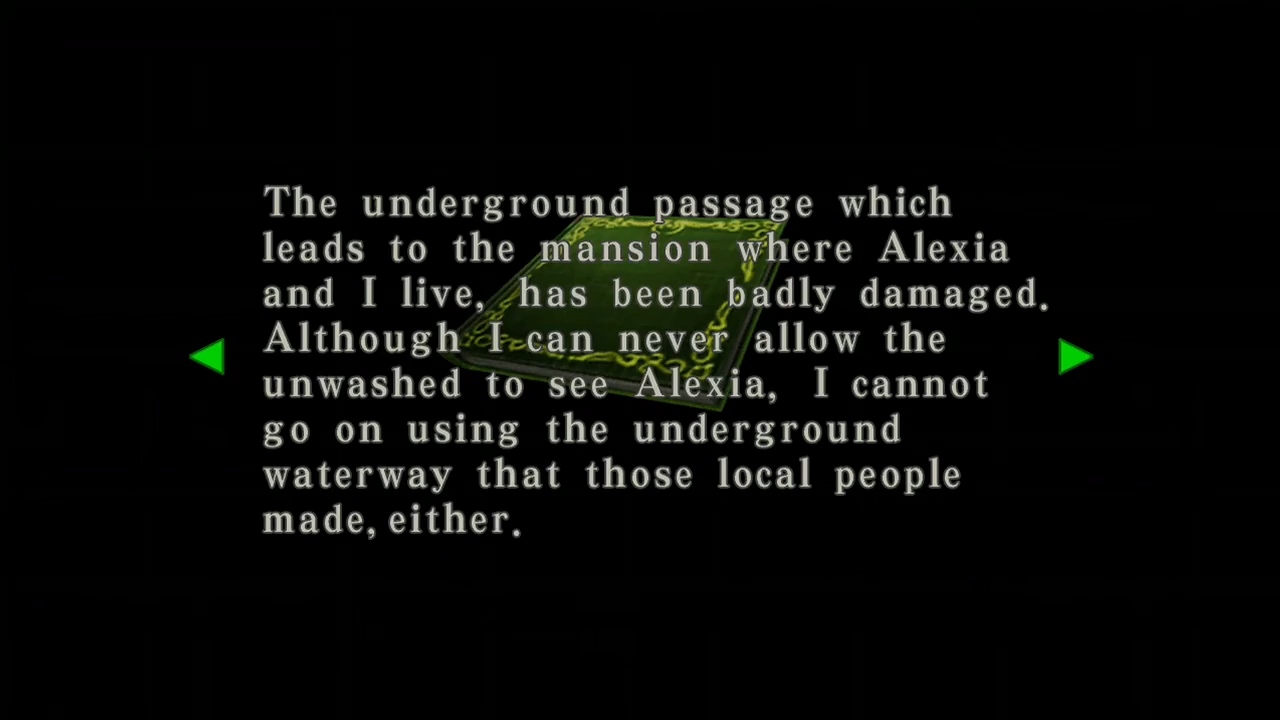 The underground passage which
leads to the mansion where Alexia
and I live, has been badly damaged.
Although I can never allow the
unwashed to see Alexia, I cannot
go on using the underground
waterway that those local people
made, either.